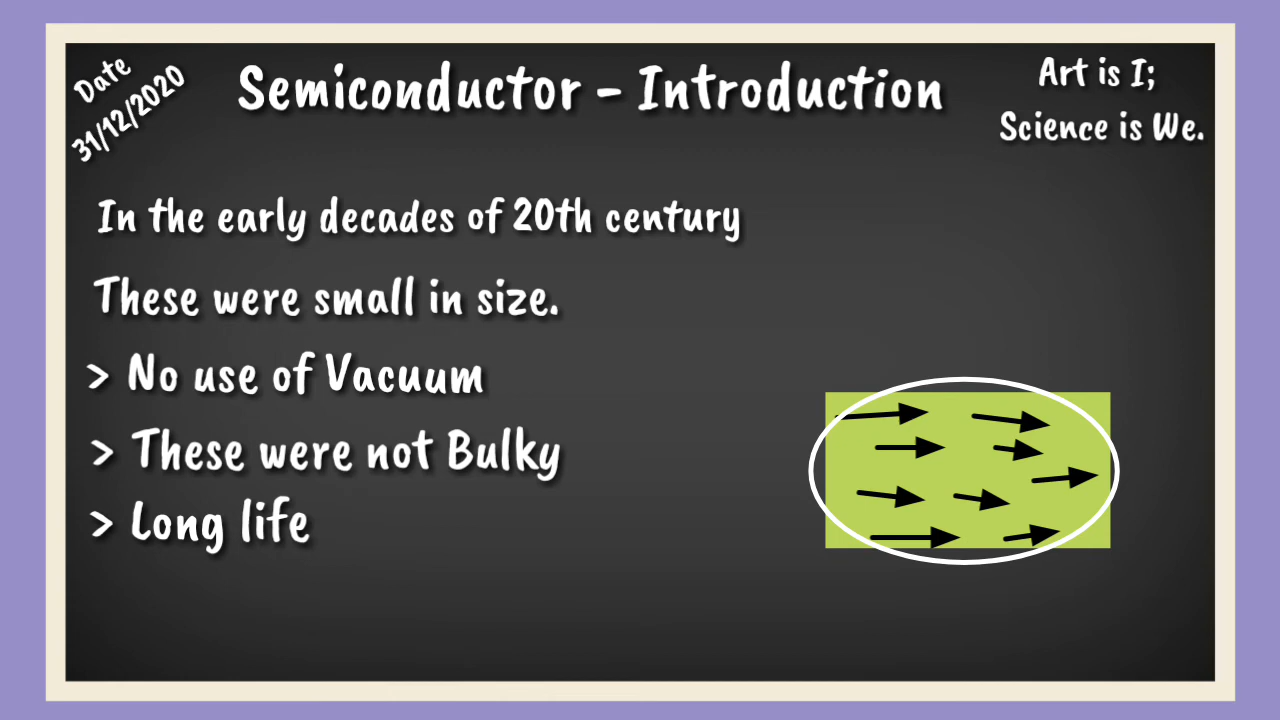 Date
31/12/2020
Semiconductor - Introduction
Art is I;
Science is We.
In the early decades of 20th century
These were small in size.
> No use of Vacuum
> These were not Bulky
> Long life